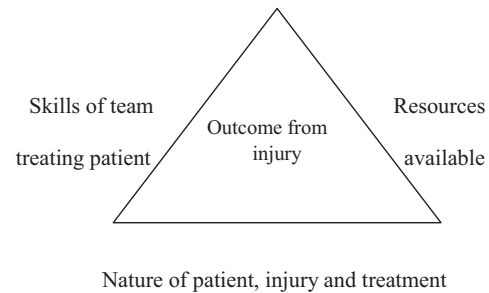 Skills of team
treating patient
Outcome from
injury
Resources
available
Nature of patient, injury and treatment